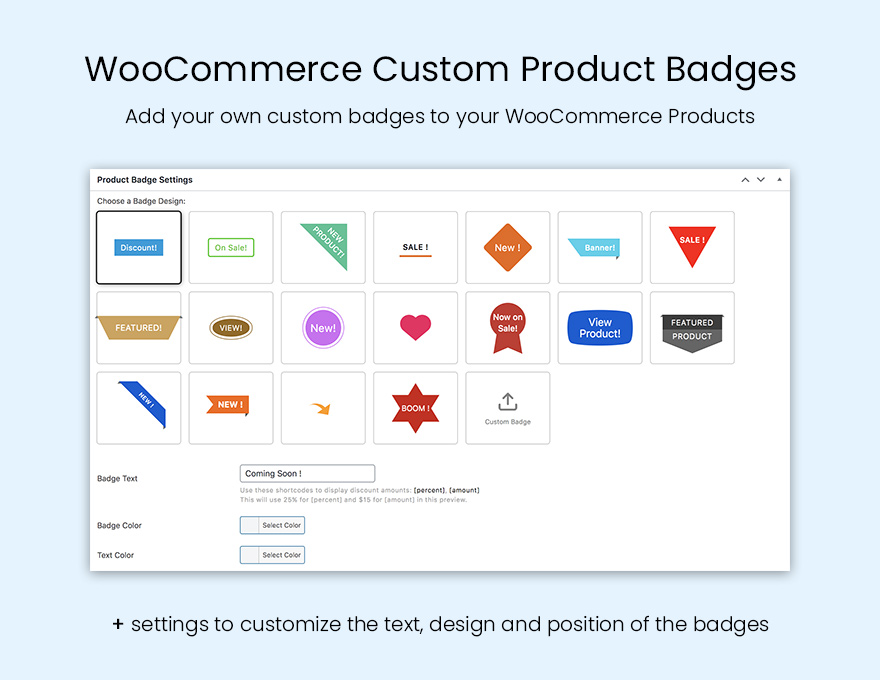 WooCommerce Custom Product Badges
Add your own custom badges to your WooCommerce Products
Product Badge Settings
Choose a Badge Design:
Discount!
On Sale!
NEW
PRODUCT!
SALE !
New !
Banner!
SALE !
FEATURED!
VIEW!
New!
Now on
Sale!
View
Product!
FEATURED
PRODUCT
NEW !
NEW !
BOOM !
Custom Badge
Badge Text
Coming Soon !
Use these shortcodes to display discount amounts: [percent], [amount]
This will use 25% for [percent] and $15 for [amount] in this preview.
Badge Color
Select Color
Text Color
Select Color
+ settings to customize the text, design and position of the badges